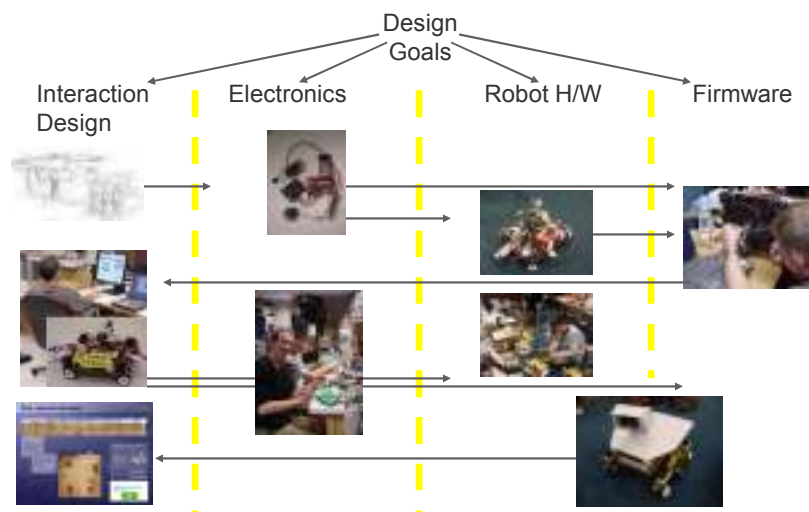 Design
Goals
Interaction
Design
Electronics
Robot H/W
Firmware